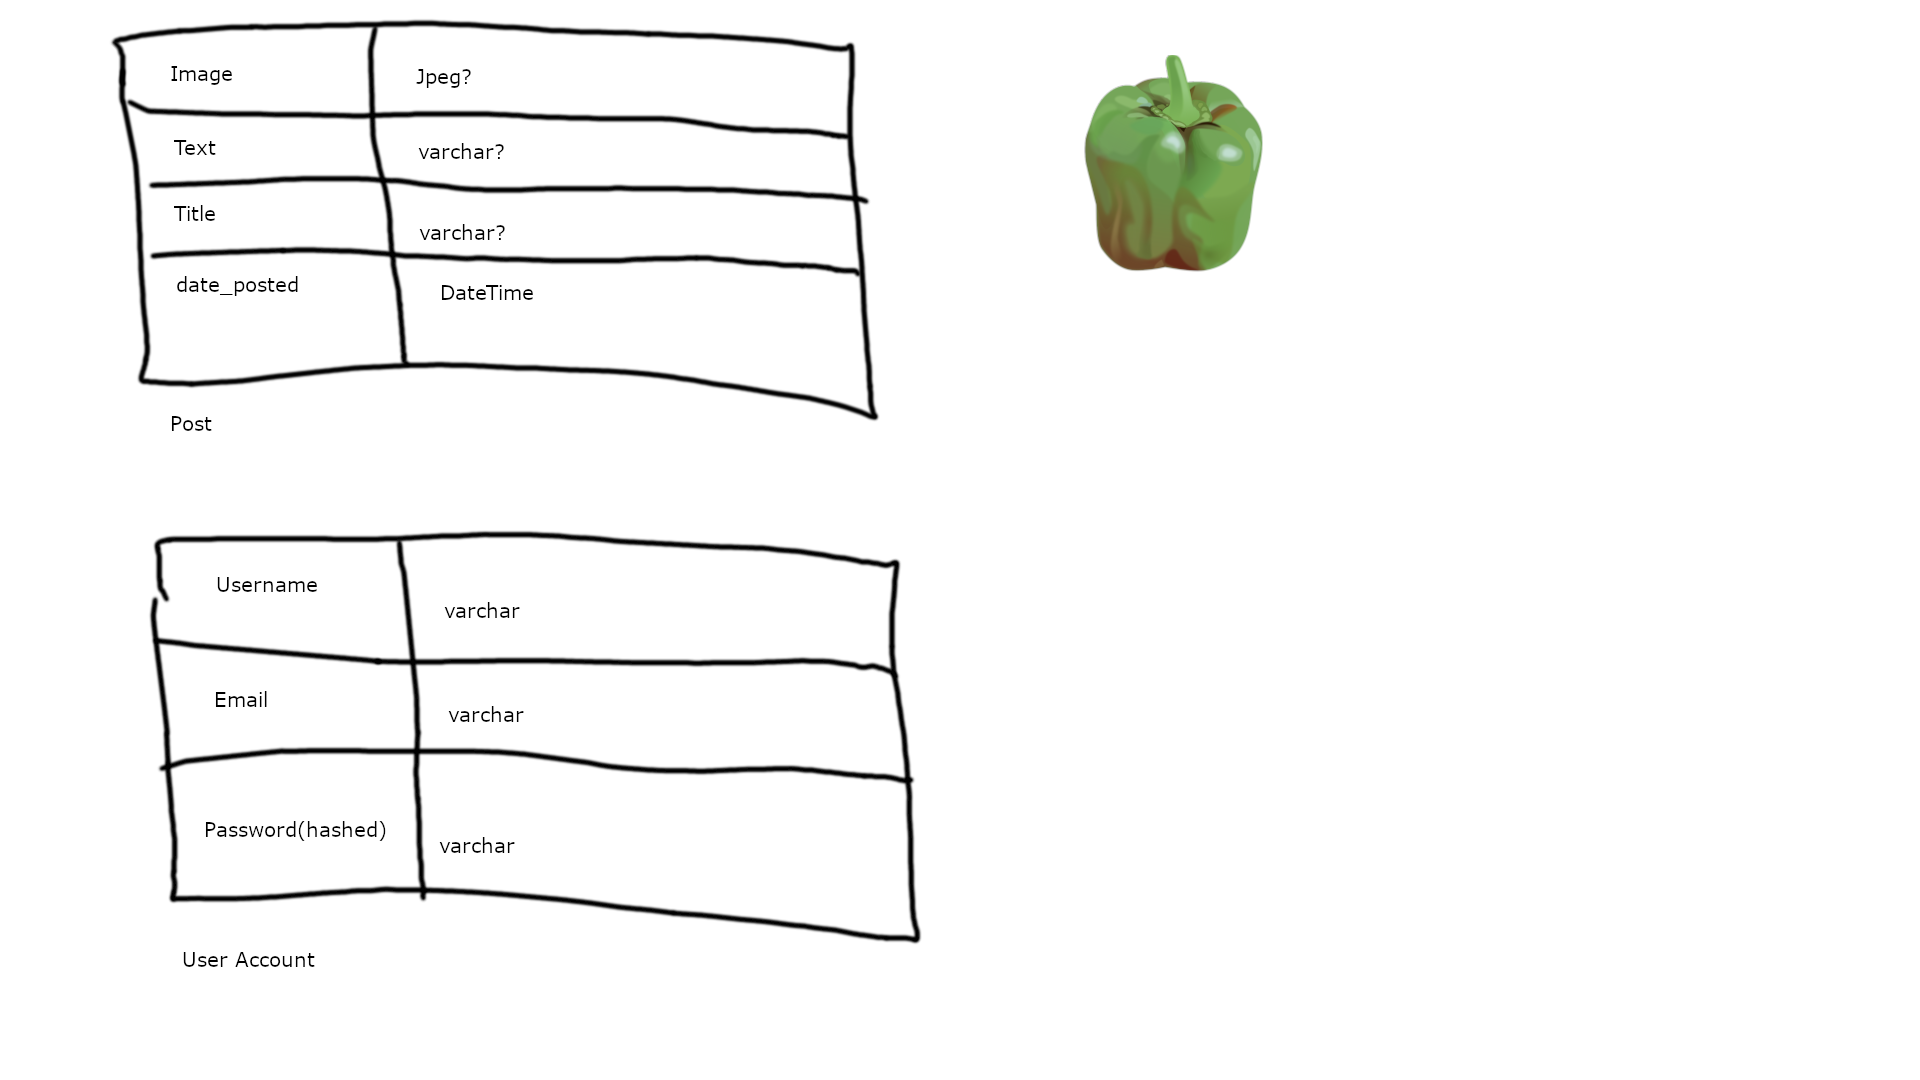 Image Jpeg?
Text varchar?
Title varchar?
date_posted DateTime
Post
Username varchar
Email varchar
Password(hashed) varchar
User Account